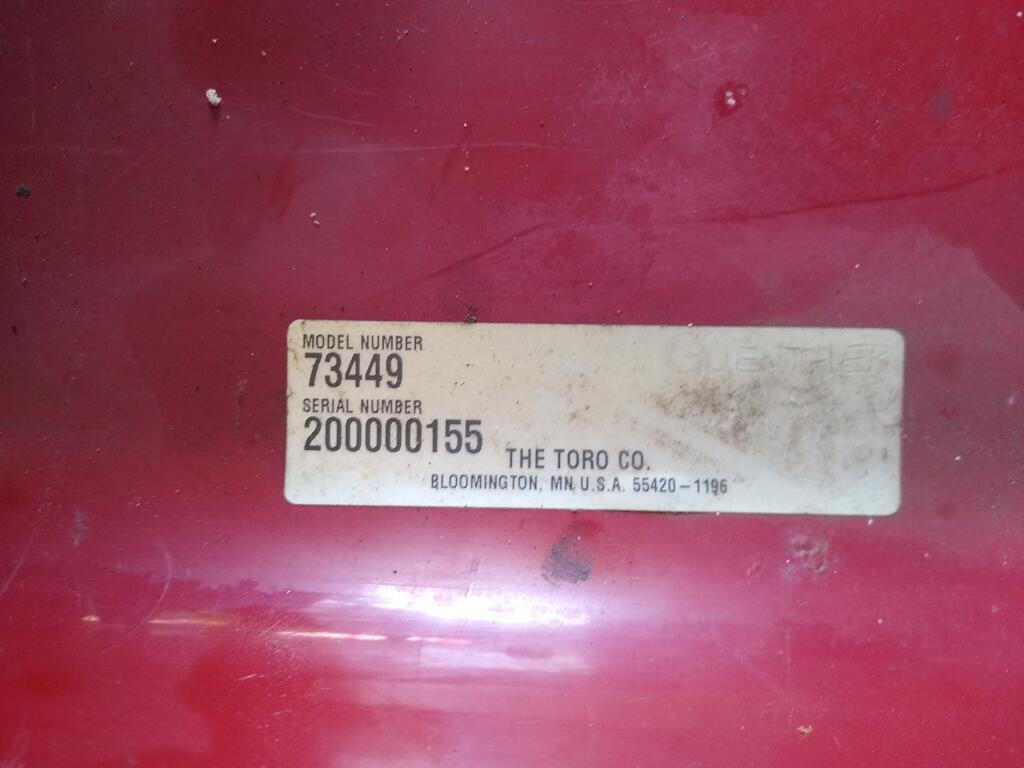 MODEL NUMBER
73449
SERIAL NUMBER
200000155
THE TORO CO.
BLOOMINGTON, MN. U.S.A. 55420-1196